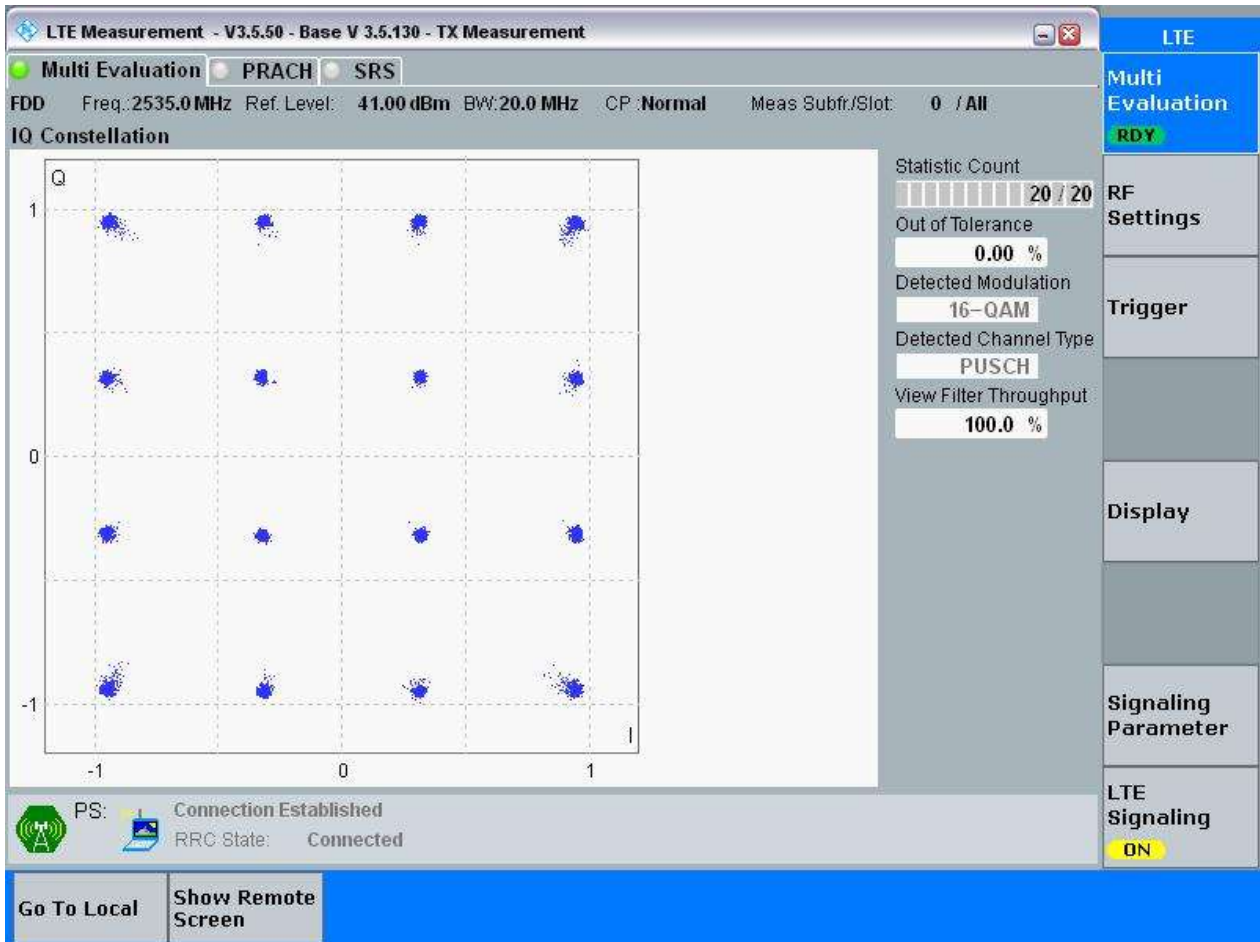 LTE Measurement - V3.5.50 - Base V 3.5.130 - TX Measurement
LTE
Multi Evaluation PRACH SRS
FDD Freq.:2535.0 MHz Ref. Level: 41.00 dBm BW:20.0 MHz CP :Normal Meas Subfr./Slot: 0 / All
IQ Constellation
Q
1
0
-1
I
-1 0 1
Statistic Count
20 / 20
Out of Tolerance
0.00 %
Detected Modulation
16-QAM
Detected Channel Type
PUSCH
View Filter Throughput
100.0 %
Multi
Evaluation
RDY
RF
Settings
Trigger
Display
Signaling
Parameter
LTE
Signaling
ON
PS: Connection Established
RRC State: Connected
Go To Local
Show Remote
Screen